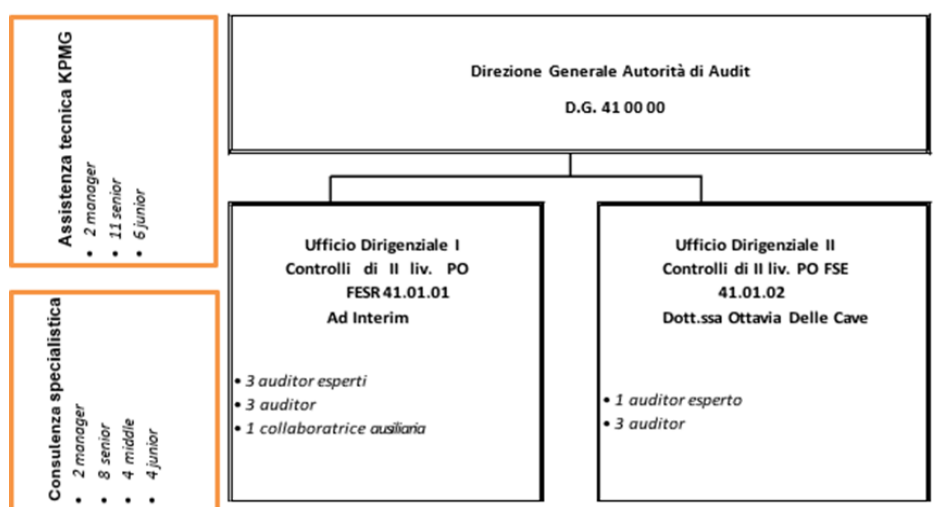 Assistenza tecnica KPMG
• 2 manager
• 11 senior
• 6 junior
Direzione Generale Autorità di Audit
D.G. 41 00 00
Ufficio Dirigenziale I
Controlli di II liv. PO
FESR 41.01.01
Ad Interim
• 3 auditor esperti
• 3 auditor
• 1 collaboratrice ausiliaria
Ufficio Dirigenziale II
Controlli di II liv. PO FSE
41.01.02
Dott.ssa Ottavia Delle Cave
• 1 auditor esperto
• 3 auditor
Consulenza specialistica
• 2 manager
• 8 senior
• 4 middle
• 4 junior